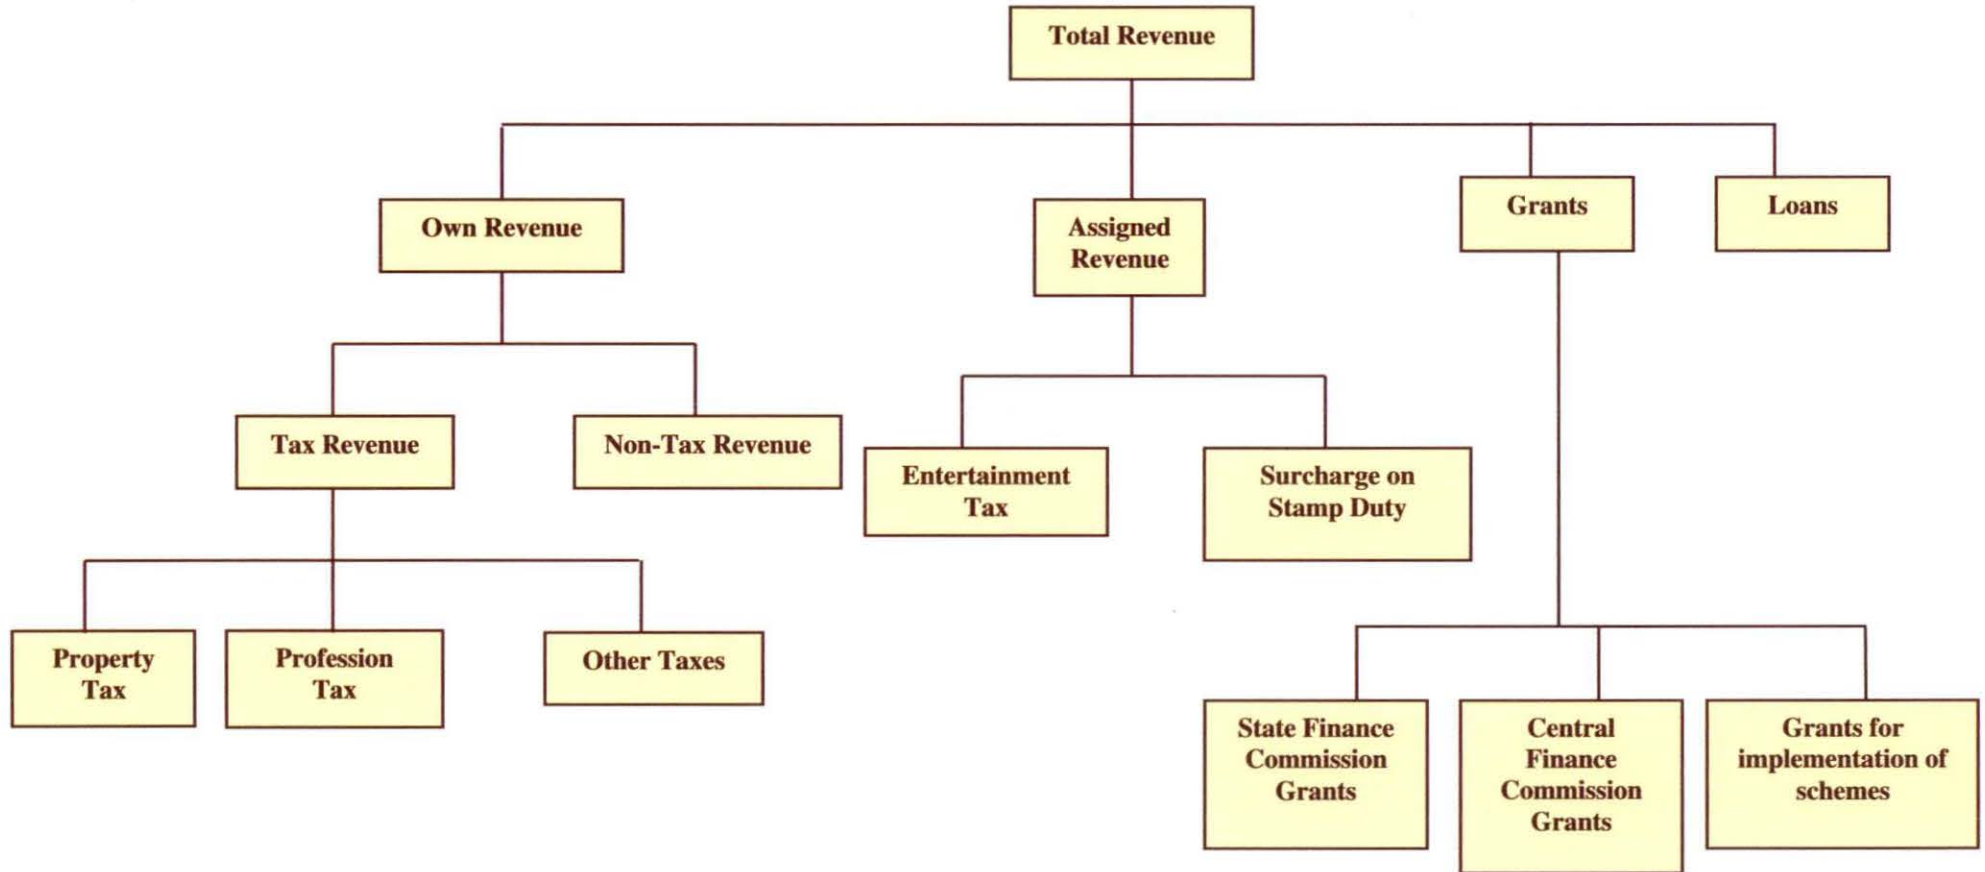 Total Revenue
Own Revenue
Assigned
Revenue
Grants
Loans
Tax Revenue
Non-Tax Revenue
Entertainment
Tax
Surcharge on
Stamp Duty
Property
Tax
Profession
Tax
Other Taxes
State Finance
Commission
Grants
Central
Finance
Commission
Grants
Grants for
implementation of
schemes